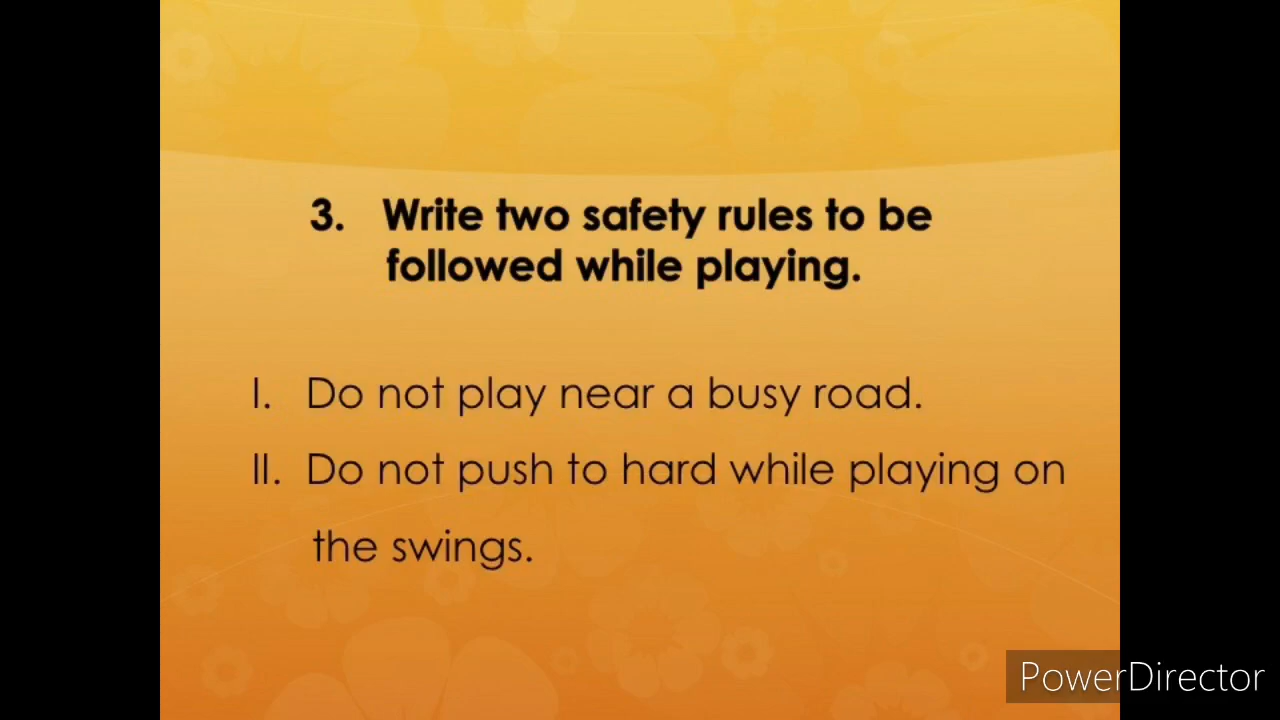 3. Write two safety rules to be
followed while playing.
I. Do not play near a busy road.
II. Do not push to hard while playing on
the swings.
PowerDirector